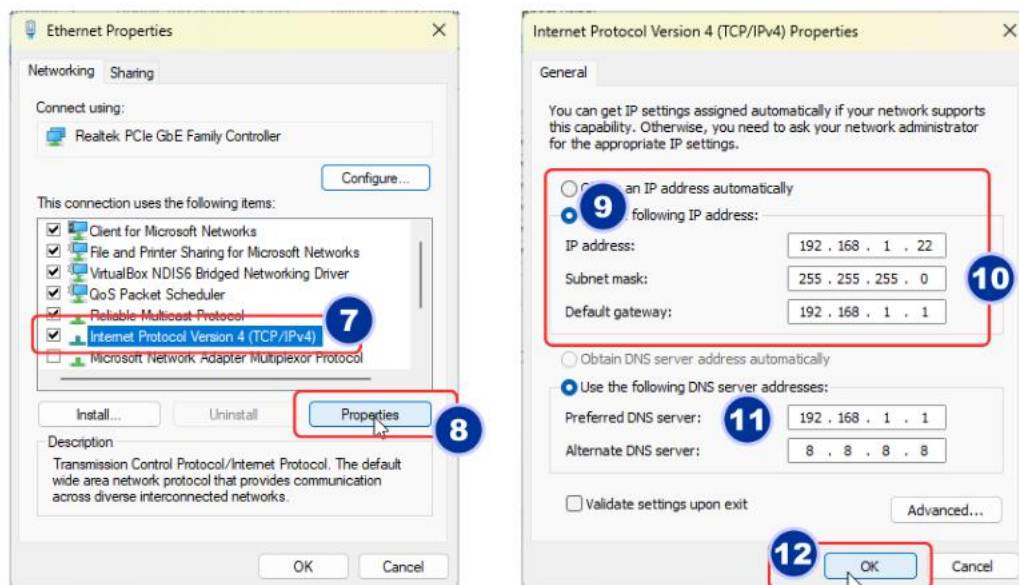 Ethernet Properties
Networking
Sharing
Connect using:
Realtek PCIe GbE Family Controller
Configure...
This connection uses the following items:
Client for Microsoft Networks
File and Printer Sharing for Microsoft Networks
VirtualBox NDIS6 Bridged Networking Driver
QoS Packet Scheduler
Reliable Multicast Protocol
7
Internet Protocol Version 4 (TCP/IPv4)
Microsoft Network Adapter Multiplexor Protocol
Install...
Uninstall
Properties
8
Description
Transmission Control Protocol/Internet Protocol. The default
wide area network protocol that provides communication
across diverse interconnected networks.
OK
Cancel
Internet Protocol Version 4 (TCP/IPv4) Properties
General
You can get IP settings assigned automatically if your network supports
this capability. Otherwise, you need to ask your network administrator
for the appropriate IP settings.
an IP address automatically
9
following IP address:
IP address:
192 . 168 . 1 . 22
Subnet mask:
255 . 255 . 255 . 0
10
Default gateway:
192 . 168 . 1 . 1
Obtain DNS server address automatically
Use the following DNS server addresses:
Preferred DNS server:
11
192 . 168 . 1 . 1
Alternate DNS server:
8 . 8 . 8 . 8
Validate settings upon exit
Advanced...
12
OK
Cancel